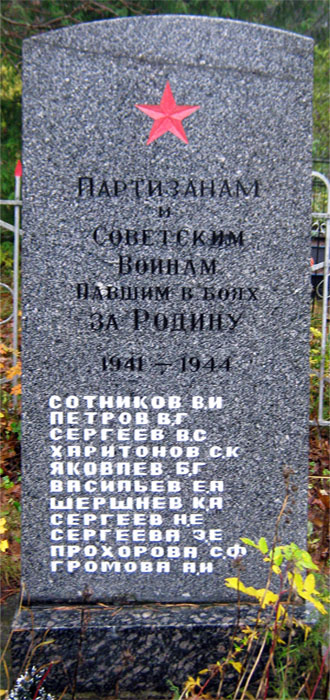 Партизанам
и
Советским
Воинам
Павшим в боях
за Родину
1941 – 1944
СОТНИКОВ В.И
ПЕТРОВ В.Г
СЕРГЕЕВ В.С
ХАРИТОНОВ С.К
ЯКОВЛЕВ Б.Г
ВАСИЛЬЕВ Е.А
ШЕРШНЕВ К.А
СЕРГЕЕВ Н.Е
СЕРГЕЕВА З.Е
ПРОХОРОВА С.Ф
ГРОМОВА А.И